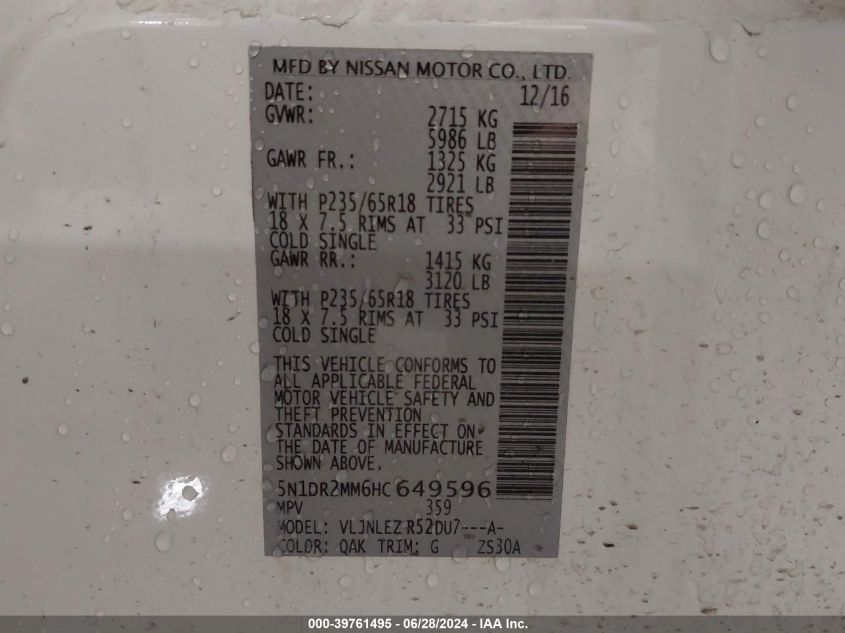 MFD BY NISSAN MOTOR CO., LTD.
DATE: 12/16
GVWR: 2715 KG
5986 LB
GAWR FR.: 1325 KG
2921 LB
WITH P235/65R18 TIRES
18 X 7.5 RIMS AT 33 PSI
COLD SINGLE
GAWR RR.: 1415 KG
3120 LB
WITH P235/65R18 TIRES
18 X 7.5 RIMS AT 33 PSI
COLD SINGLE
THIS VEHICLE CONFORMS TO
ALL APPLICABLE FEDERAL
MOTOR VEHICLE SAFETY AND
THEFT PREVENTION
STANDARDS IN EFFECT ON
THE DATE OF MANUFACTURE
SHOWN ABOVE.
5N1DR2MM6HC649596
MPV 359
MODEL: VLJNLEZ R52DU7---A-
COLOR: QAK TRIM: G ZS30A
000-39761495 - 06/28/2024 - IAA Inc.